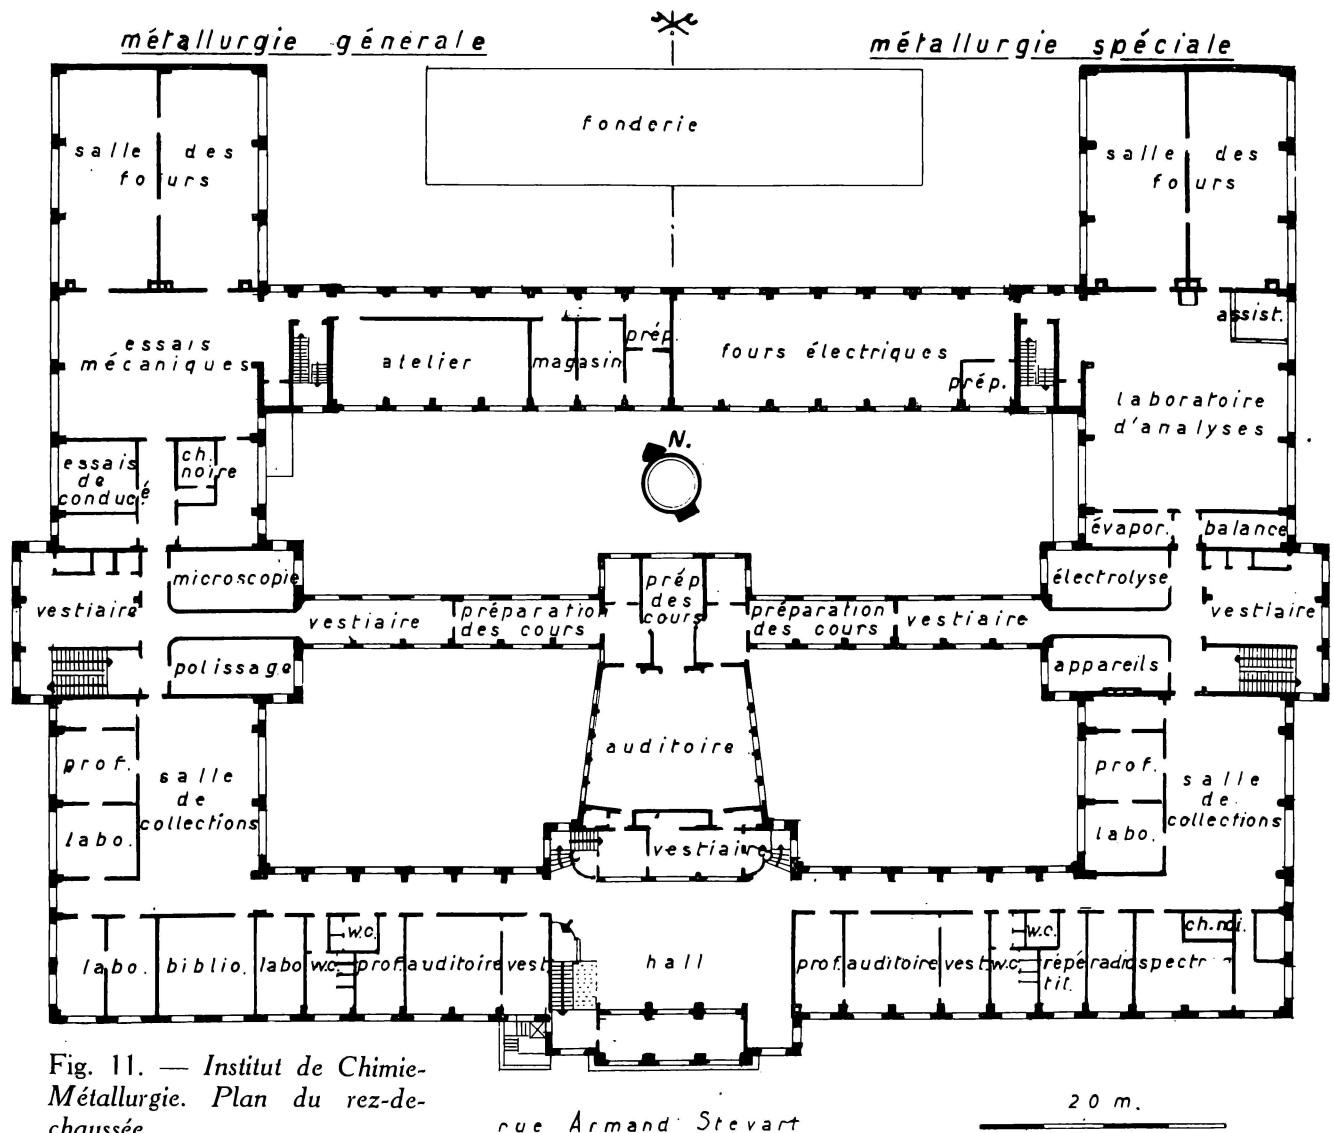 métallurgie générale
métallurgie spéciale
fonderie
salle des
fours
salle des
fours
assist.
essais
mécaniques
atelier
magasin
prép.
fours électriques
prép.
laboratoire
d'analyses
N.
essais
de
conduc.é
ch.
noire
évapor.
balance
microscopie
vestiaire
vestiaire
préparation
des cours
prép.
des
cours
préparation
des cours
vestiaire
électrolyse
vestiaire
polissage
appareils
auditoire
prof.
salle
de
collections
labo.
vestiaire
prof.
salle
de
collections
labo.
labo.
biblio.
labo
w.c.
w.c.
prof.
auditoire
vest.
hall
prof.
auditoire
vest.
w.c.
w.c.
répé
tit.
radio
spectr
ch.noi.
Fig. 11. — Institut de Chimie-
Métallurgie. Plan du rez-de-
chaussée
rue Armand Stevart
20 m.